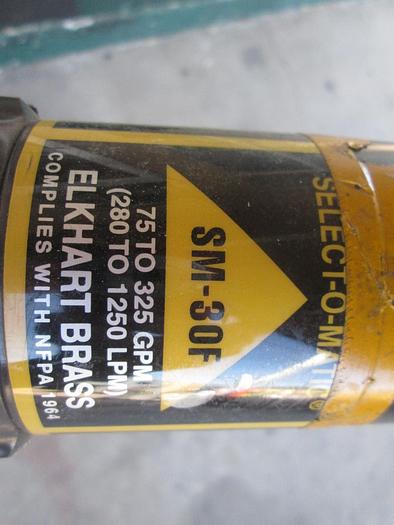 SELECT-O-MATIC®
SM-30F
75 TO 325 GPM
(280 TO 1250 LPM)
ELKHART BRASS
COMPLIES WITH NFPA 1964